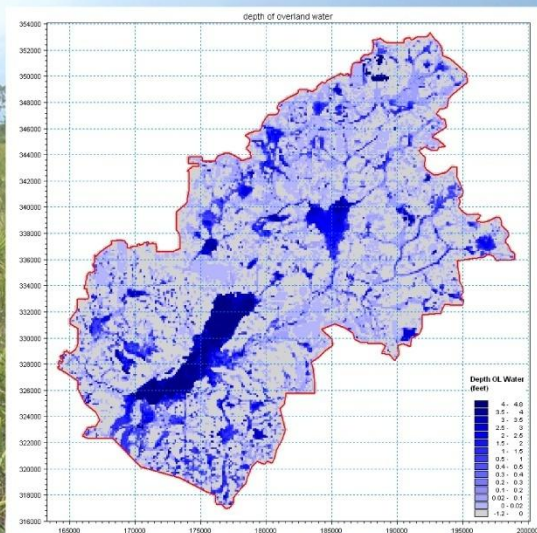 depth of overland water
354000
352000
350000
348000
346000
344000
342000
340000
338000
336000
334000
332000
330000
328000
326000
324000
322000
320000
318000
316000
165000 170000 175000 180000 185000 190000 195000 200000
Depth OL Water
(feet)
4 - 4.8
3.5 - 4
3 - 3.5
2.5 - 3
2 - 2.5
1.5 - 2
1 - 1.5
0.5 - 1
0.4 - 0.5
0.3 - 0.4
0.2 - 0.3
0.1 - 0.2
0.02 - 0.1
0 - 0.02
-1.2 - 0